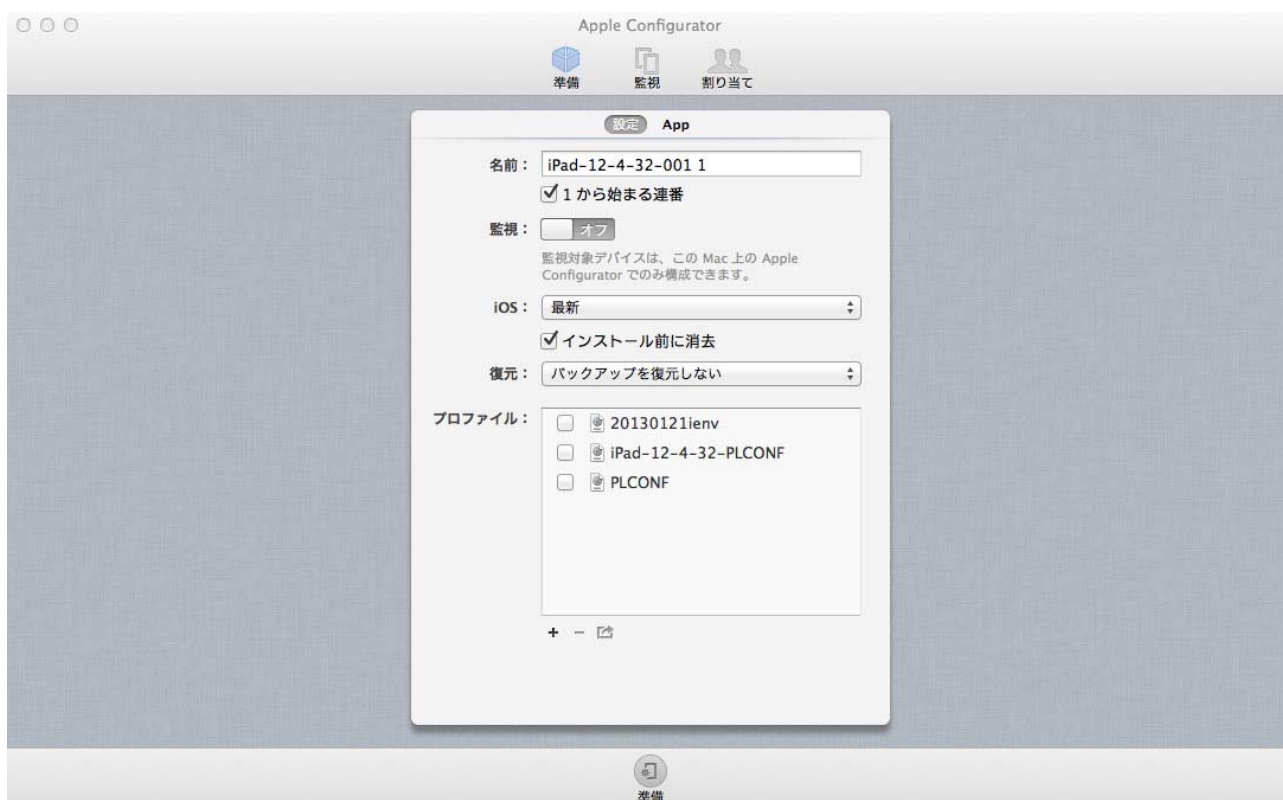 Apple Configurator
準備 監視 割り当て
設定 App
名前： iPad-12-4-32-001 1
1 から始まる連番
監視： オフ
監視対象デバイスは、この Mac 上の Apple
Configurator でのみ構成できます。
iOS： 最新
インストール前に消去
復元： バックアップを復元しない
プロファイル： 20130121ienv
iPad-12-4-32-PLCONF
PLCONF
準備